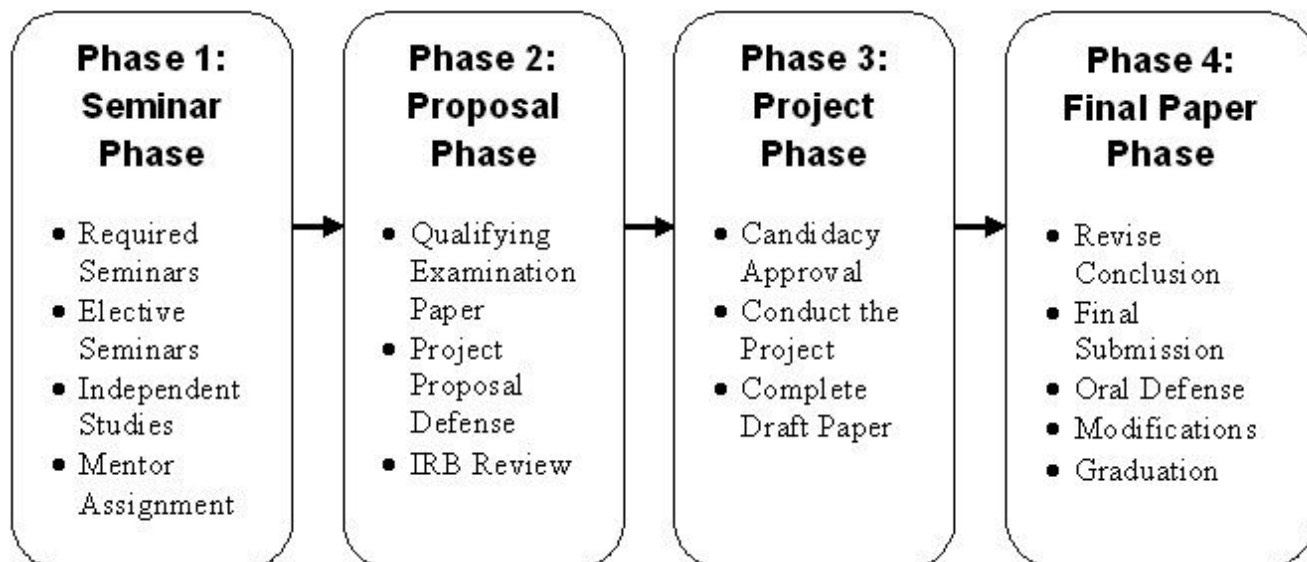 Phase 1:
Seminar
Phase
• Required
Seminars
• Elective
Seminars
• Independent
Studies
• Mentor
Assignment
Phase 2:
Proposal
Phase
• Qualifying
Examination
Paper
• Project
Proposal
Defense
• IRB Review
Phase 3:
Project
Phase
• Candidacy
Approval
• Conduct the
Project
• Complete
Draft Paper
Phase 4:
Final Paper
Phase
• Revise
Conclusion
• Final
Submission
• Oral Defense
• Modifications
• Graduation